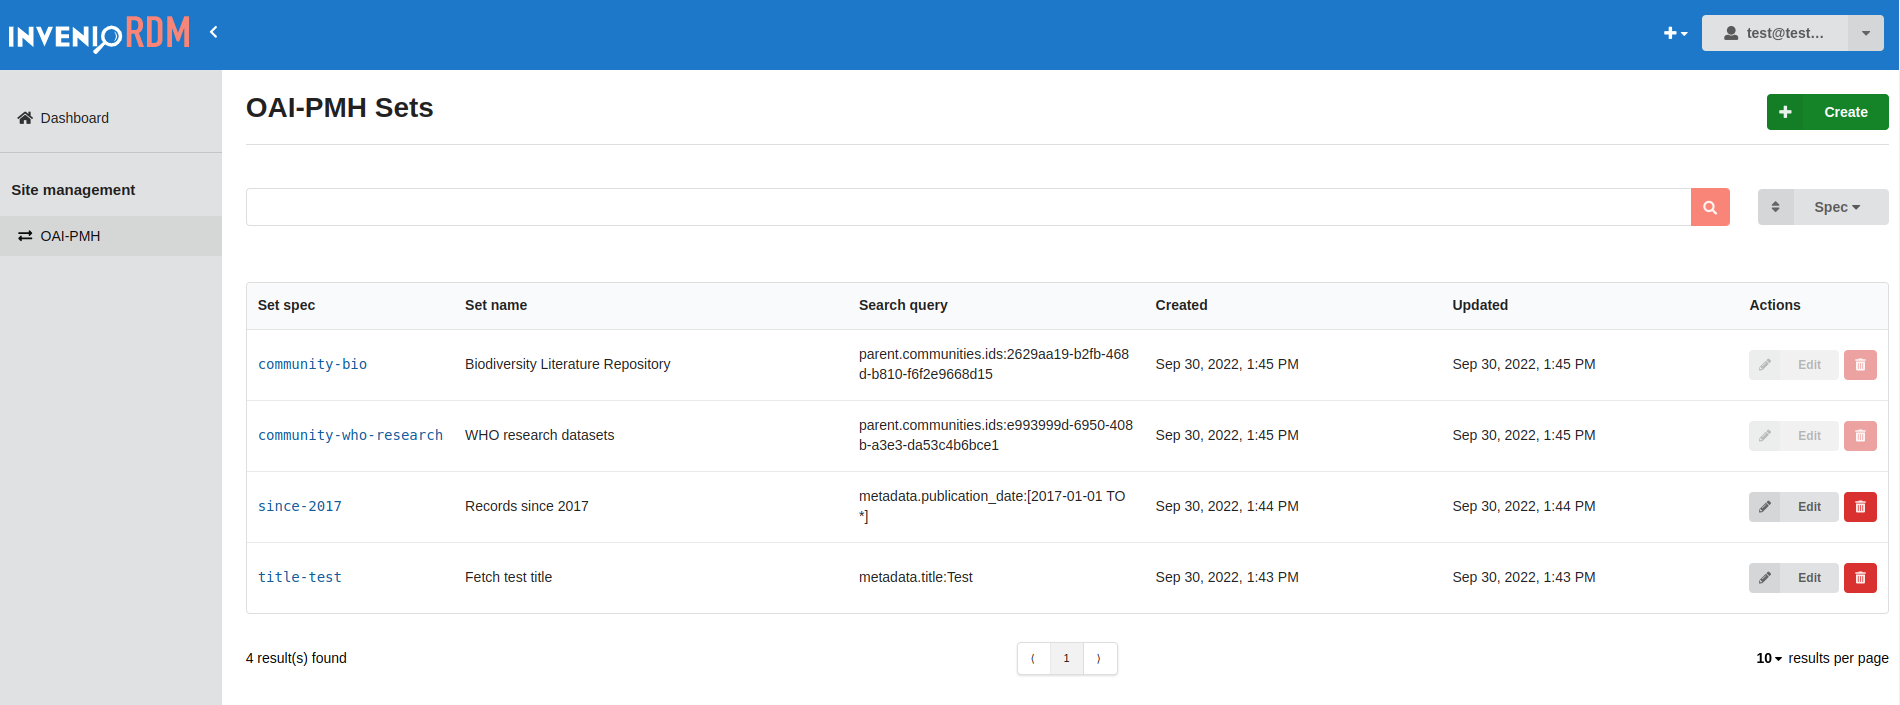 INVENIORDM
test@test...
Dashboard
Site management
OAI-PMH
OAI-PMH Sets
Create
Spec
Set spec Set name Search query Created Updated Actions
community-bio Biodiversity Literature Repository parent.communities.ids:2629aa19-b2fb-468 Sep 30, 2022, 1:45 PM Sep 30, 2022, 1:45 PM Edit
d-b810-f6f2e9668d15
community-who-research WHO research datasets parent.communities.ids:e993999d-6950-408 Sep 30, 2022, 1:45 PM Sep 30, 2022, 1:45 PM Edit
b-a3e3-da53c4b6bce1
since-2017 Records since 2017 metadata.publication_date:[2017-01-01 TO Sep 30, 2022, 1:44 PM Sep 30, 2022, 1:44 PM Edit
*]
title-test Fetch test title metadata.title:Test Sep 30, 2022, 1:43 PM Sep 30, 2022, 1:43 PM Edit
4 result(s) found ⟨ 1 ⟩ 10 results per page